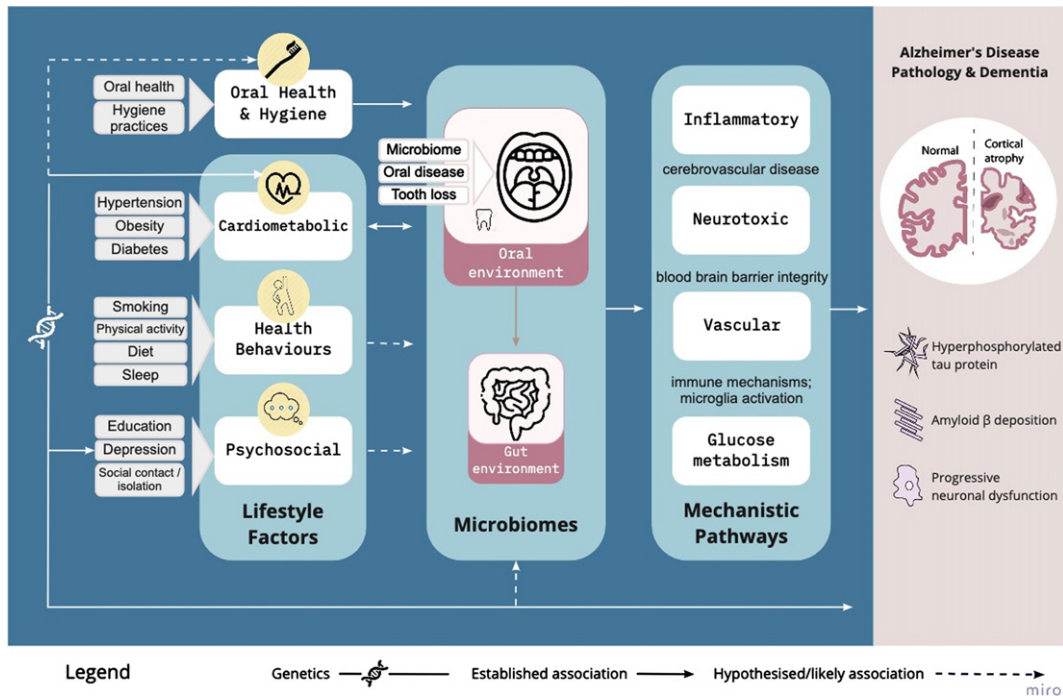 Oral health
Hygiene
practices
Oral Health
& Hygiene
Hypertension
Obesity
Diabetes
Cardiometabolic
Smoking
Physical activity
Diet
Sleep
Health
Behaviours
Education
Depression
Social contact /
isolation
Psychosocial
Lifestyle
Factors
Microbiome
Oral disease
Tooth loss
Oral
environment
Gut
environment
Microbiomes
Inflammatory
cerebrovascular disease
Neurotoxic
blood brain barrier integrity
Vascular
immune mechanisms;
microglia activation
Glucose
metabolism
Mechanistic
Pathways
Alzheimer's Disease
Pathology & Dementia
Normal
Cortical
atrophy
Hyperphosphorylated
tau protein
Amyloid β deposition
Progressive
neuronal dysfunction
Legend
Genetics
Established association
Hypothesised/likely association
miro